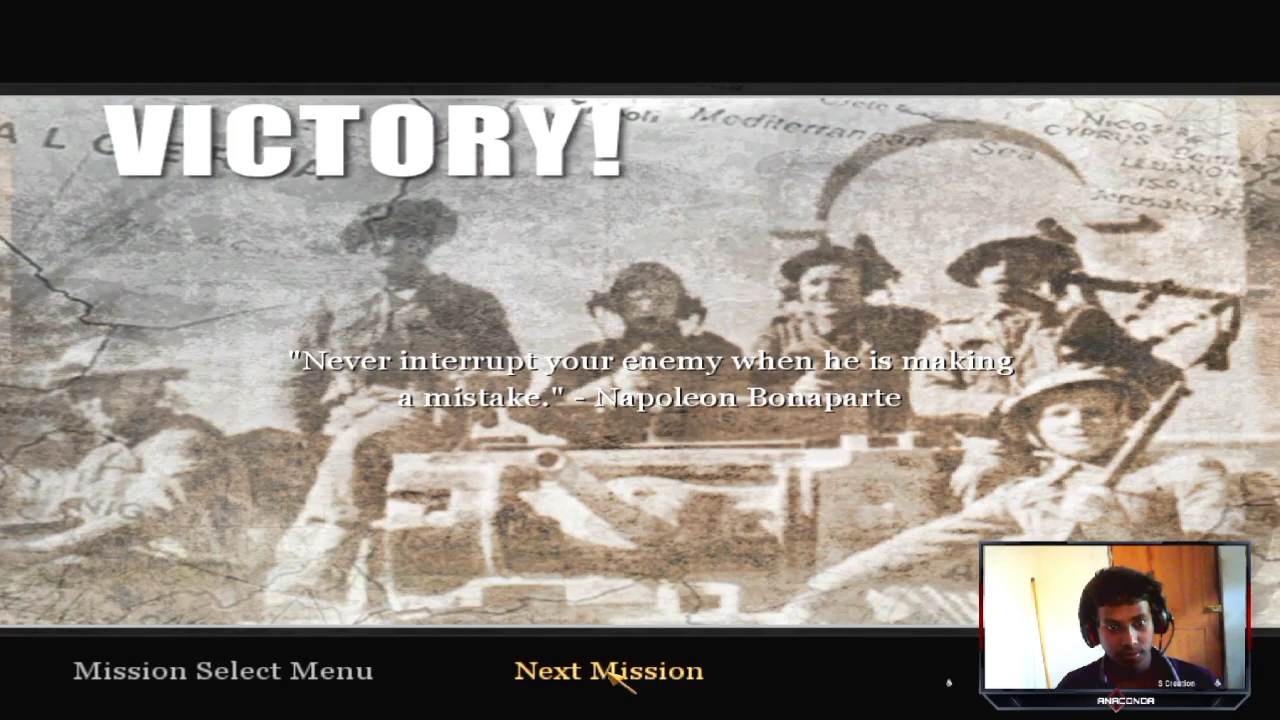 VICTORY!
Mediterranean
Sea
CYPRUS
LEBANON
"Never interrupt your enemy when he is making
a mistake." - Napoleon Bonaparte
Mission Select Menu
Next Mission
S Creation
ANACONDA